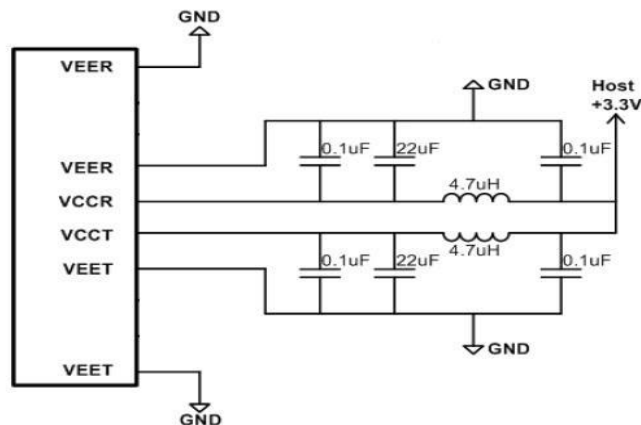 GND
VEER
GND
Host
+3.3V
0.1uF
22uF
0.1uF
VEER
4.7uH
VCCR
VCCT
4.7uH
VEET
0.1uF
22uF
0.1uF
GND
VEET
GND